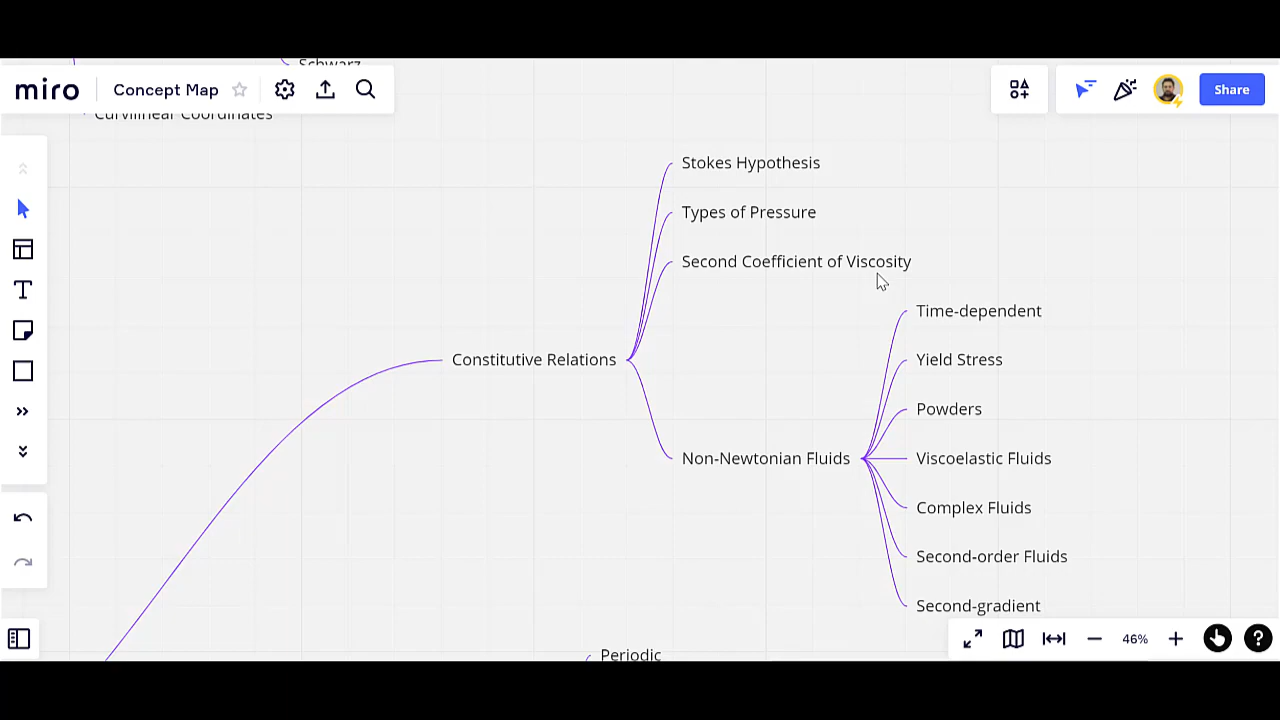 Schwarz
miro
Concept Map
Share
Curvilinear Coordinates
Stokes Hypothesis
Types of Pressure
Second Coefficient of Viscosity
Time-dependent
Constitutive Relations
Yield Stress
Powders
Non-Newtonian Fluids
Viscoelastic Fluids
Complex Fluids
Second-order Fluids
Second-gradient
46%
Periodic